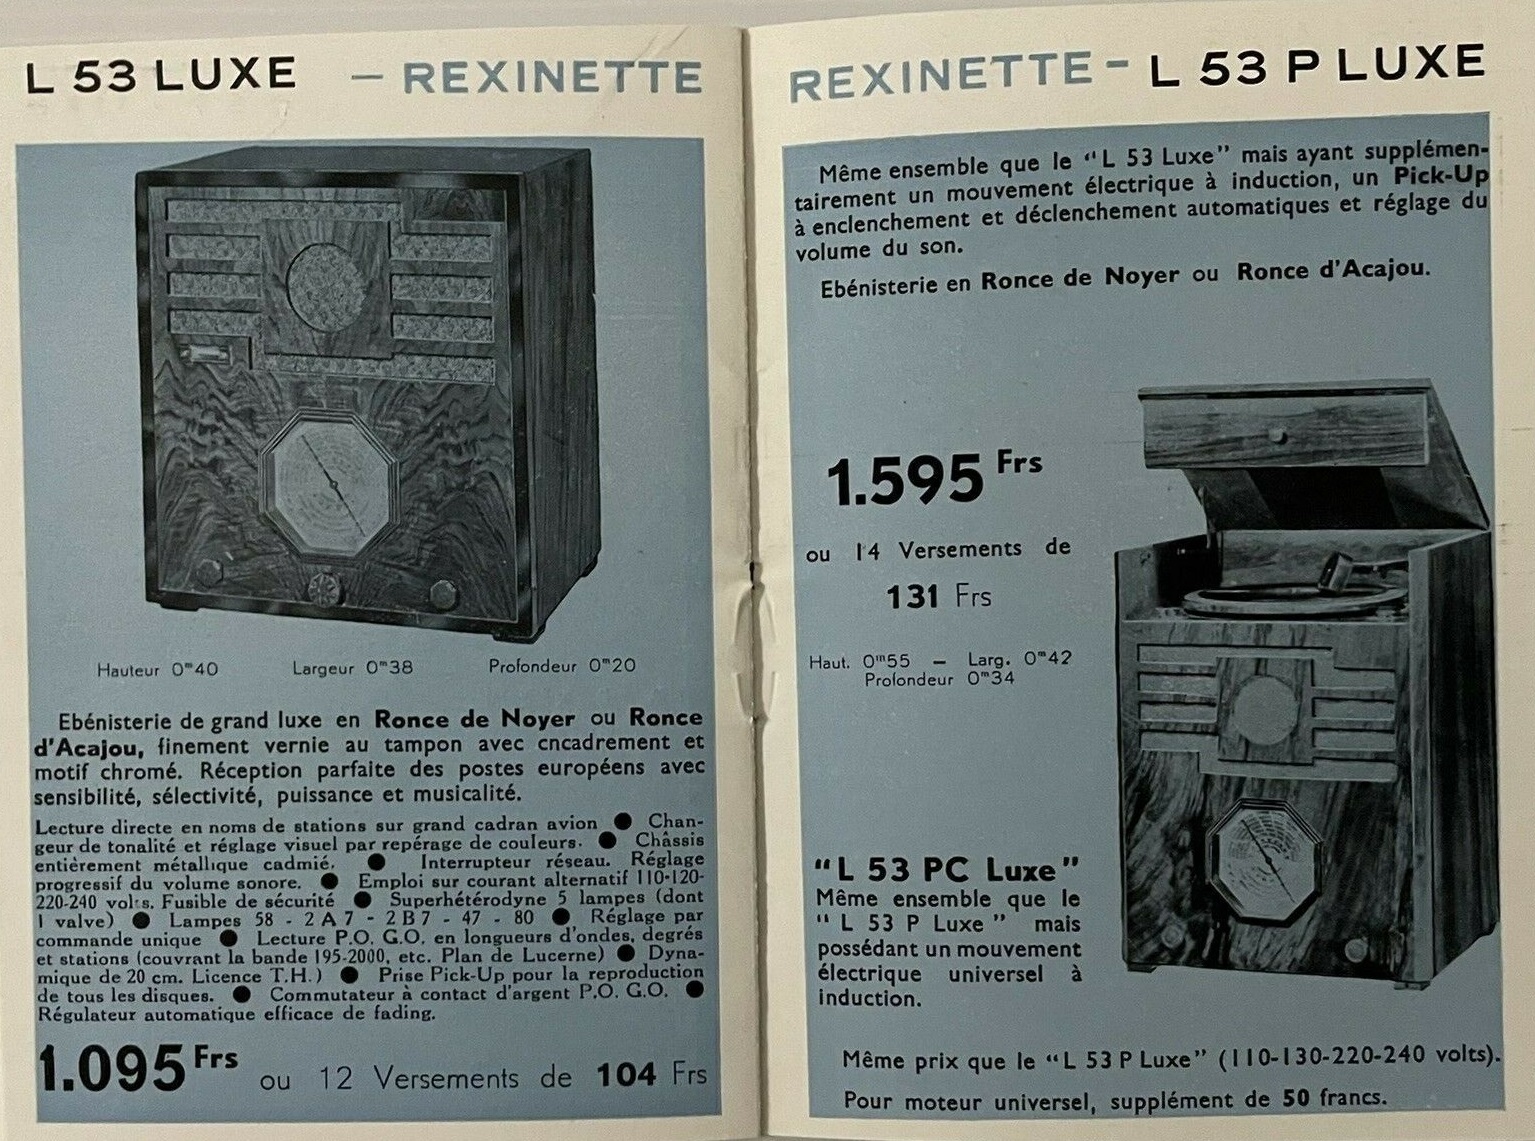 L 53 LUXE — REXINETTE
Hauteur 0ᵐ40 Largeur 0ᵐ38 Profondeur 0ᵐ20
Ebénisterie de grand luxe en Ronce de Noyer ou Ronce
d'Acajou, finement vernie au tampon avec cncadrement et
motif chromé. Réception parfaite des postes européens avec
sensibilité, sélectivité, puissance et musicalité.
Lecture directe en noms de stations sur grand cadran avion ● Chan-
geur de tonalité et réglage visuel par repérage de couleurs. ● Châssis
entièrement métallique cadmié. ● Interrupteur réseau. Réglage
progressif du volume sonore. ● Emploi sur courant alternatif 110-120-
220-240 volts. Fusible de sécurité ● Superhétérodyne 5 lampes (dont
1 valve) ● Lampes 58 - 2A7 - 2B7 - 47 - 80 ● Réglage par
commande unique ● Lecture P.O. G.O. en longueurs d'ondes, degrés
et stations (couvrant la bande 195-2000, etc. Plan de Lucerne) ● Dyna-
mique de 20 cm. Licence T.H.) ● Prise Pick-Up pour la reproduction
de tous les disques. ● Commutateur à contact d'argent P.O. G.O. ●
Régulateur automatique efficace de fading.
1.095 Frs ou 12 Versements de 104 Frs
REXINETTE - L 53 P LUXE
Même ensemble que le "L 53 Luxe" mais ayant supplémen-
tairement un mouvement électrique à induction, un Pick-Up
à enclenchement et déclenchement automatiques et réglage du
volume du son.
Ebénisterie en Ronce de Noyer ou Ronce d'Acajou.
1.595 Frs
ou 14 Versements de
131 Frs
Haut. 0ᵐ55 — Larg. 0ᵐ42
Profondeur 0ᵐ34
"L 53 PC Luxe"
Même ensemble que le
"L 53 P Luxe" mais
possédant un mouvement
électrique universel à
induction.
Même prix que le "L 53 P Luxe" (110-130-220-240 volts).
Pour moteur universel, supplément de 50 francs.